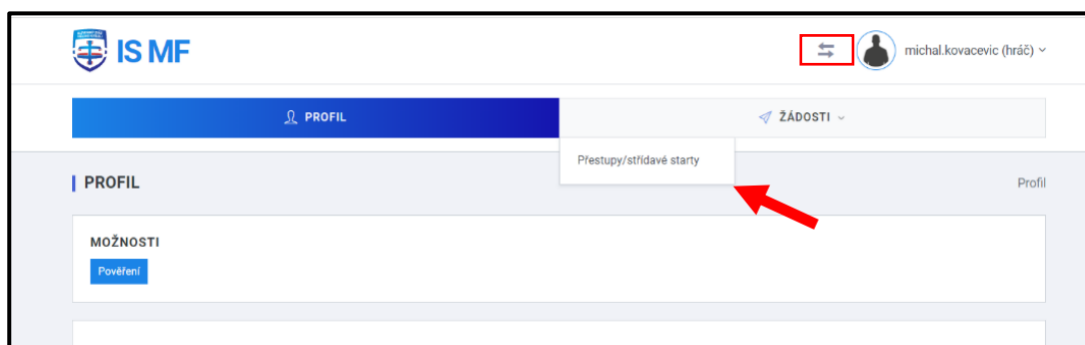 IS MF
michal.kovacevic (hráč)
PROFIL
ŽÁDOSTI
Přestupy/střídavé starty
PROFIL
Profil
MOŽNOSTI
Pověření